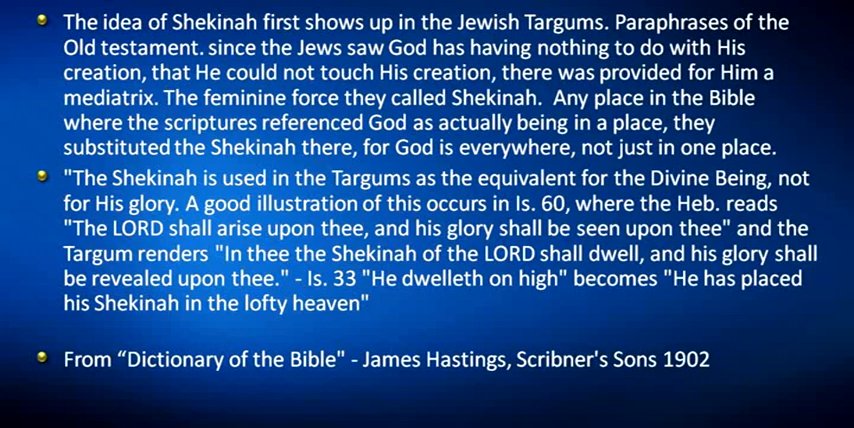 The idea of Shekinah first shows up in the Jewish Targums. Paraphrases of the
Old testament. since the Jews saw God has having nothing to do with His
creation, that He could not touch His creation, there was provided for Him a
mediatrix. The feminine force they called Shekinah.  Any place in the Bible
where the scriptures referenced God as actually being in a place, they
substituted the Shekinah there, for God is everywhere, not just in one place.
"The Shekinah is used in the Targums as the equivalent for the Divine Being, not
for His glory. A good illustration of this occurs in Is. 60, where the Heb. reads
"The LORD shall arise upon thee, and his glory shall be seen upon thee" and the
Targum renders "In thee the Shekinah of the LORD shall dwell, and his glory shall
be revealed upon thee." - Is. 33 "He dwelleth on high" becomes "He has placed
his Shekinah in the lofty heaven"
From “Dictionary of the Bible" - James Hastings, Scribner's Sons 1902